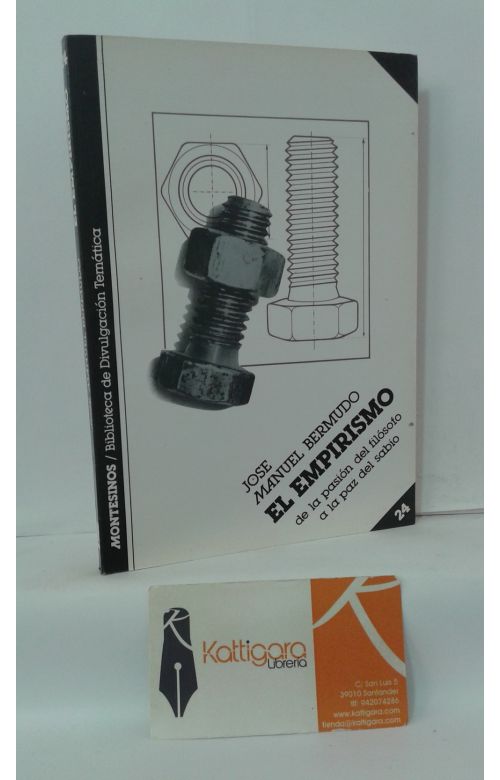 MONTESINOS / Biblioteca de Divulgación Temática
JOSE
MANUEL BERMUDO
EL EMPIRISMO
de la pasión del filósofo
a la paz del sabio
24
Kattigara
Librería
C/ San Luis 5
39010 Santander
tlf: 942074286
www.kattigara.com
tienda@kattigara.com